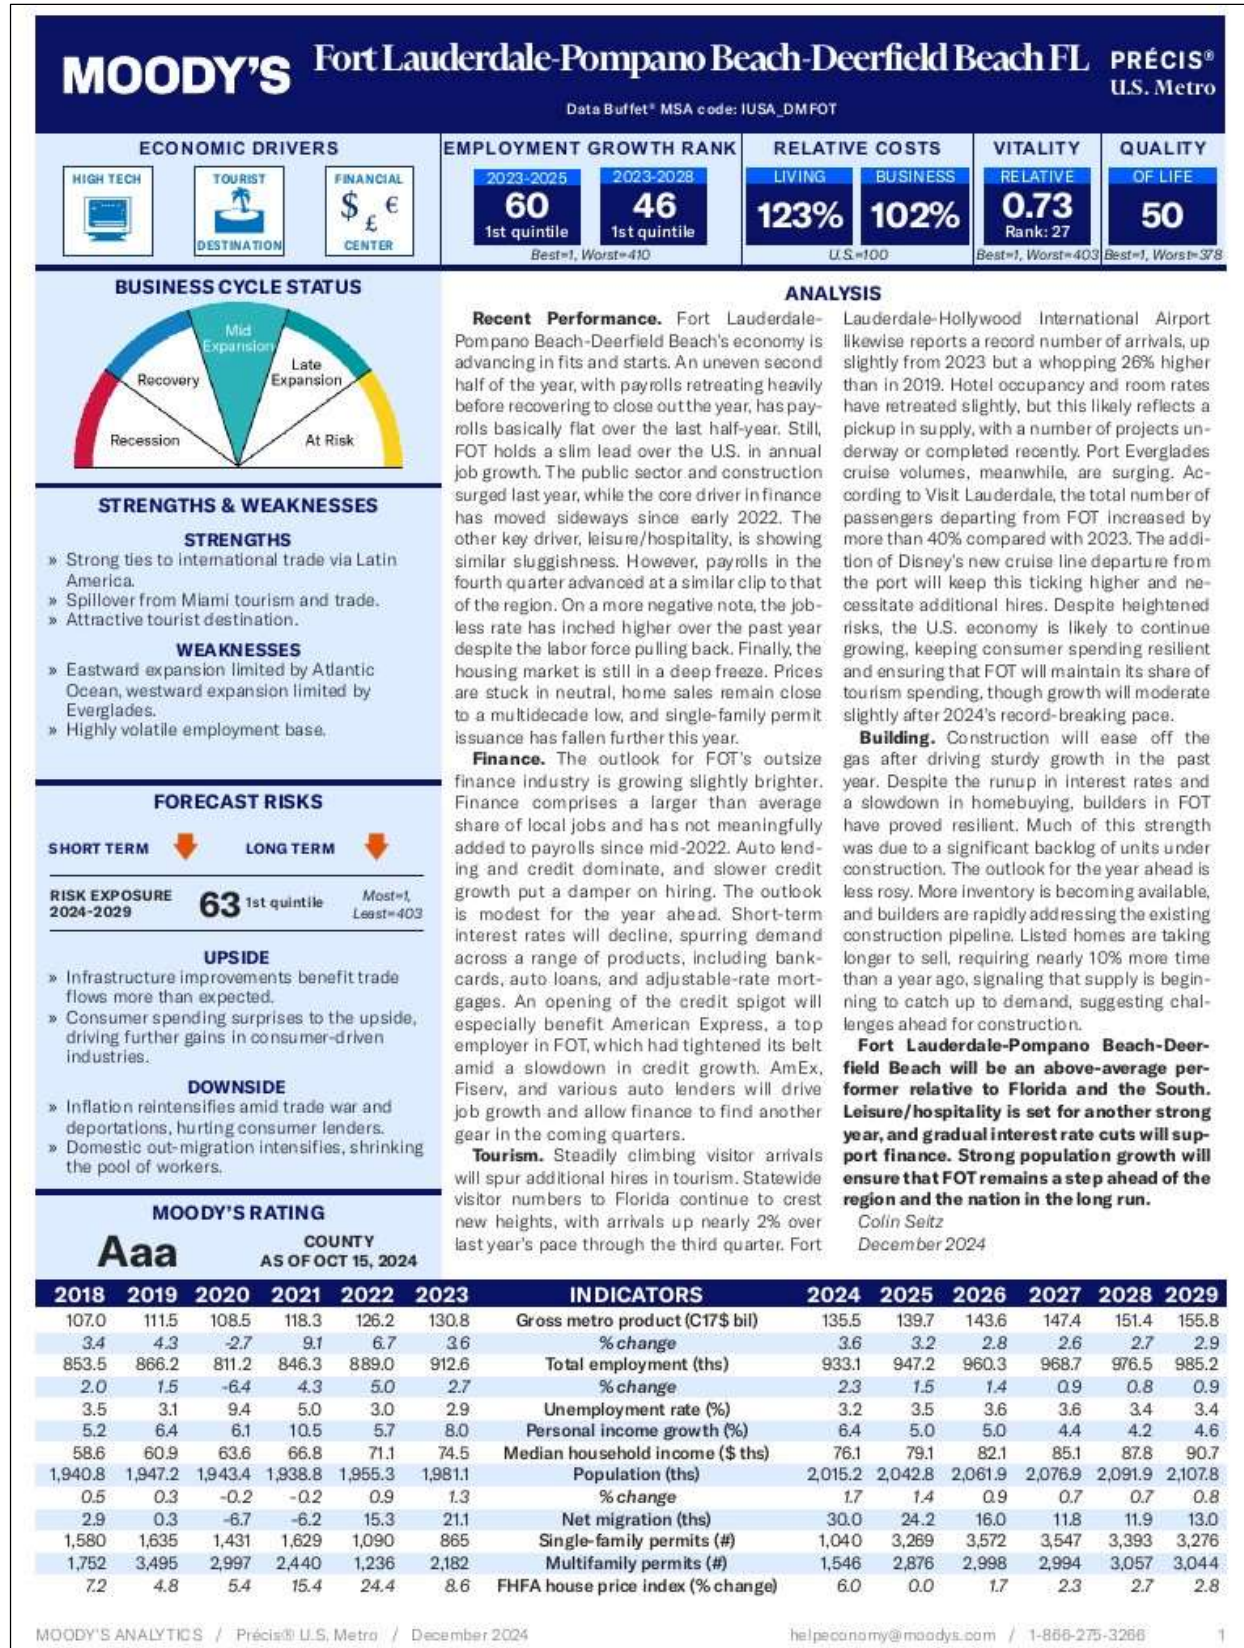 MOODY'S
Fort Lauderdale-Pompano Beach-Deerfield Beach FL
PRÉCIS®
U.S. Metro
Data Buffet® MSA code: IUSA_DMFOT
ECONOMIC DRIVERS
HIGH TECH
TOURIST
DESTINATION
FINANCIAL
$ £ €
CENTER
EMPLOYMENT GROWTH RANK
2023-2025
60
1st quintile
2023-2028
46
1st quintile
Best=1, Worst=410
RELATIVE COSTS
LIVING
123%
BUSINESS
102%
U.S.=100
VITALITY
RELATIVE
0.73
Rank: 27
Best=1, Worst=403
QUALITY
OF LIFE
50
Best=1, Worst=378
BUSINESS CYCLE STATUS
Recession
Recovery
Mid
Expansion
Late
Expansion
At Risk
STRENGTHS & WEAKNESSES
STRENGTHS
» Strong ties to international trade via Latin
America.
» Spillover from Miami tourism and trade.
» Attractive tourist destination.
WEAKNESSES
» Eastward expansion limited by Atlantic
Ocean, westward expansion limited by
Everglades.
» Highly volatile employment base.
FORECAST RISKS
SHORT TERM
LONG TERM
RISK EXPOSURE
2024-2029
63 1st quintile
Most=1,
Least=403
UPSIDE
» Infrastructure improvements benefit trade
flows more than expected.
» Consumer spending surprises to the upside,
driving further gains in consumer-driven
industries.
DOWNSIDE
» Inflation reintensifies amid trade war and
deportations, hurting consumer lenders.
» Domestic out-migration intensifies, shrinking
the pool of workers.
MOODY'S RATING
Aaa
COUNTY
AS OF OCT 15, 2024
ANALYSIS
Recent Performance. Fort Lauderdale-
Pompano Beach-Deerfield Beach's economy is
advancing in fits and starts. An uneven second
half of the year, with payrolls retreating heavily
before recovering to close out the year, has pay-
rolls basically flat over the last half-year. Still,
FOT holds a slim lead over the U.S. in annual
job growth. The public sector and construction
surged last year, while the core driver in finance
has moved sideways since early 2022. The
other key driver, leisure/hospitality, is showing
similar sluggishness. However, payrolls in the
fourth quarter advanced at a similar clip to that
of the region. On a more negative note, the job-
less rate has inched higher over the past year
despite the labor force pulling back. Finally, the
housing market is still in a deep freeze. Prices
are stuck in neutral, home sales remain close
to a multidecade low, and single-family permit
issuance has fallen further this year.
Finance. The outlook for FOT's outsize
finance industry is growing slightly brighter.
Finance comprises a larger than average
share of local jobs and has not meaningfully
added to payrolls since mid-2022. Auto lend-
ing and credit dominate, and slower credit
growth put a damper on hiring. The outlook
is modest for the year ahead. Short-term
interest rates will decline, spurring demand
across a range of products, including bank-
cards, auto loans, and adjustable-rate mort-
gages. An opening of the credit spigot will
especially benefit American Express, a top
employer in FOT, which had tightened its belt
amid a slowdown in credit growth. AmEx,
Fiserv, and various auto lenders will drive
job growth and allow finance to find another
gear in the coming quarters.
Tourism. Steadily climbing visitor arrivals
will spur additional hires in tourism. Statewide
visitor numbers to Florida continue to crest
new heights, with arrivals up nearly 2% over
last year's pace through the third quarter. Fort
Lauderdale-Hollywood International Airport
likewise reports a record number of arrivals, up
slightly from 2023 but a whopping 26% higher
than in 2019. Hotel occupancy and room rates
have retreated slightly, but this likely reflects a
pickup in supply, with a number of projects un-
derway or completed recently. Port Everglades
cruise volumes, meanwhile, are surging. Ac-
cording to Visit Lauderdale, the total number of
passengers departing from FOT increased by
more than 40% compared with 2023. The addi-
tion of Disney's new cruise line departure from
the port will keep this ticking higher and ne-
cessitate additional hires. Despite heightened
risks, the U.S. economy is likely to continue
growing, keeping consumer spending resilient
and ensuring that FOT will maintain its share of
tourism spending, though growth will moderate
slightly after 2024's record-breaking pace.
Building. Construction will ease off the
gas after driving sturdy growth in the past
year. Despite the runup in interest rates and
a slowdown in homebuying, builders in FOT
have proved resilient. Much of this strength
was due to a significant backlog of units under
construction. The outlook for the year ahead is
less rosy. More inventory is becoming available,
and builders are rapidly addressing the existing
construction pipeline. Listed homes are taking
longer to sell, requiring nearly 10% more time
than a year ago, signaling that supply is begin-
ning to catch up to demand, suggesting chal-
lenges ahead for construction.
Fort Lauderdale-Pompano Beach-Deer-
field Beach will be an above-average per-
former relative to Florida and the South.
Leisure/hospitality is set for another strong
year, and gradual interest rate cuts will sup-
port finance. Strong population growth will
ensure that FOT remains a step ahead of the
region and the nation in the long run.
Colin Seitz
December 2024
2018 2019 2020 2021 2022 2023 INDICATORS 2024 2025 2026 2027 2028 2029
107.0 111.5 108.5 118.3 126.2 130.8 Gross metro product (C17$ bil) 135.5 139.7 143.6 147.4 151.4 155.8
3.4 4.3 -2.7 9.1 6.7 3.6 % change 3.6 3.2 2.8 2.6 2.7 2.9
853.5 866.2 811.2 846.3 889.0 912.6 Total employment (ths) 933.1 947.2 960.3 968.7 976.5 985.2
2.0 1.5 -6.4 4.3 5.0 2.7 % change 2.3 1.5 1.4 0.9 0.8 0.9
3.5 3.1 9.4 5.0 3.0 2.9 Unemployment rate (%) 3.2 3.5 3.6 3.6 3.4 3.4
5.2 6.4 6.1 10.5 5.7 8.0 Personal income growth (%) 6.4 5.0 5.0 4.4 4.2 4.6
58.6 60.9 63.6 66.8 71.1 74.5 Median household income ($ ths) 76.1 79.1 82.1 85.1 87.8 90.7
1,940.8 1,947.2 1,943.4 1,938.8 1,955.3 1,981.1 Population (ths) 2,015.2 2,042.8 2,061.9 2,076.9 2,091.9 2,107.8
0.5 0.3 -0.2 -0.2 0.9 1.3 % change 1.7 1.4 0.9 0.7 0.7 0.8
2.9 0.3 -6.7 -6.2 15.3 21.1 Net migration (ths) 30.0 24.2 16.0 11.8 11.9 13.0
1,580 1,635 1,431 1,629 1,090 865 Single-family permits (#) 1,040 3,269 3,572 3,547 3,393 3,276
1,752 3,495 2,997 2,440 1,236 2,182 Multifamily permits (#) 1,546 2,876 2,998 2,994 3,057 3,044
7.2 4.8 5.4 15.4 24.4 8.6 FHFA house price index (% change) 6.0 0.0 1.7 2.3 2.7 2.8
MOODY'S ANALYTICS / Précis® U.S. Metro / December 2024
helpeconomy@moodys.com / 1-866-275-3266 1